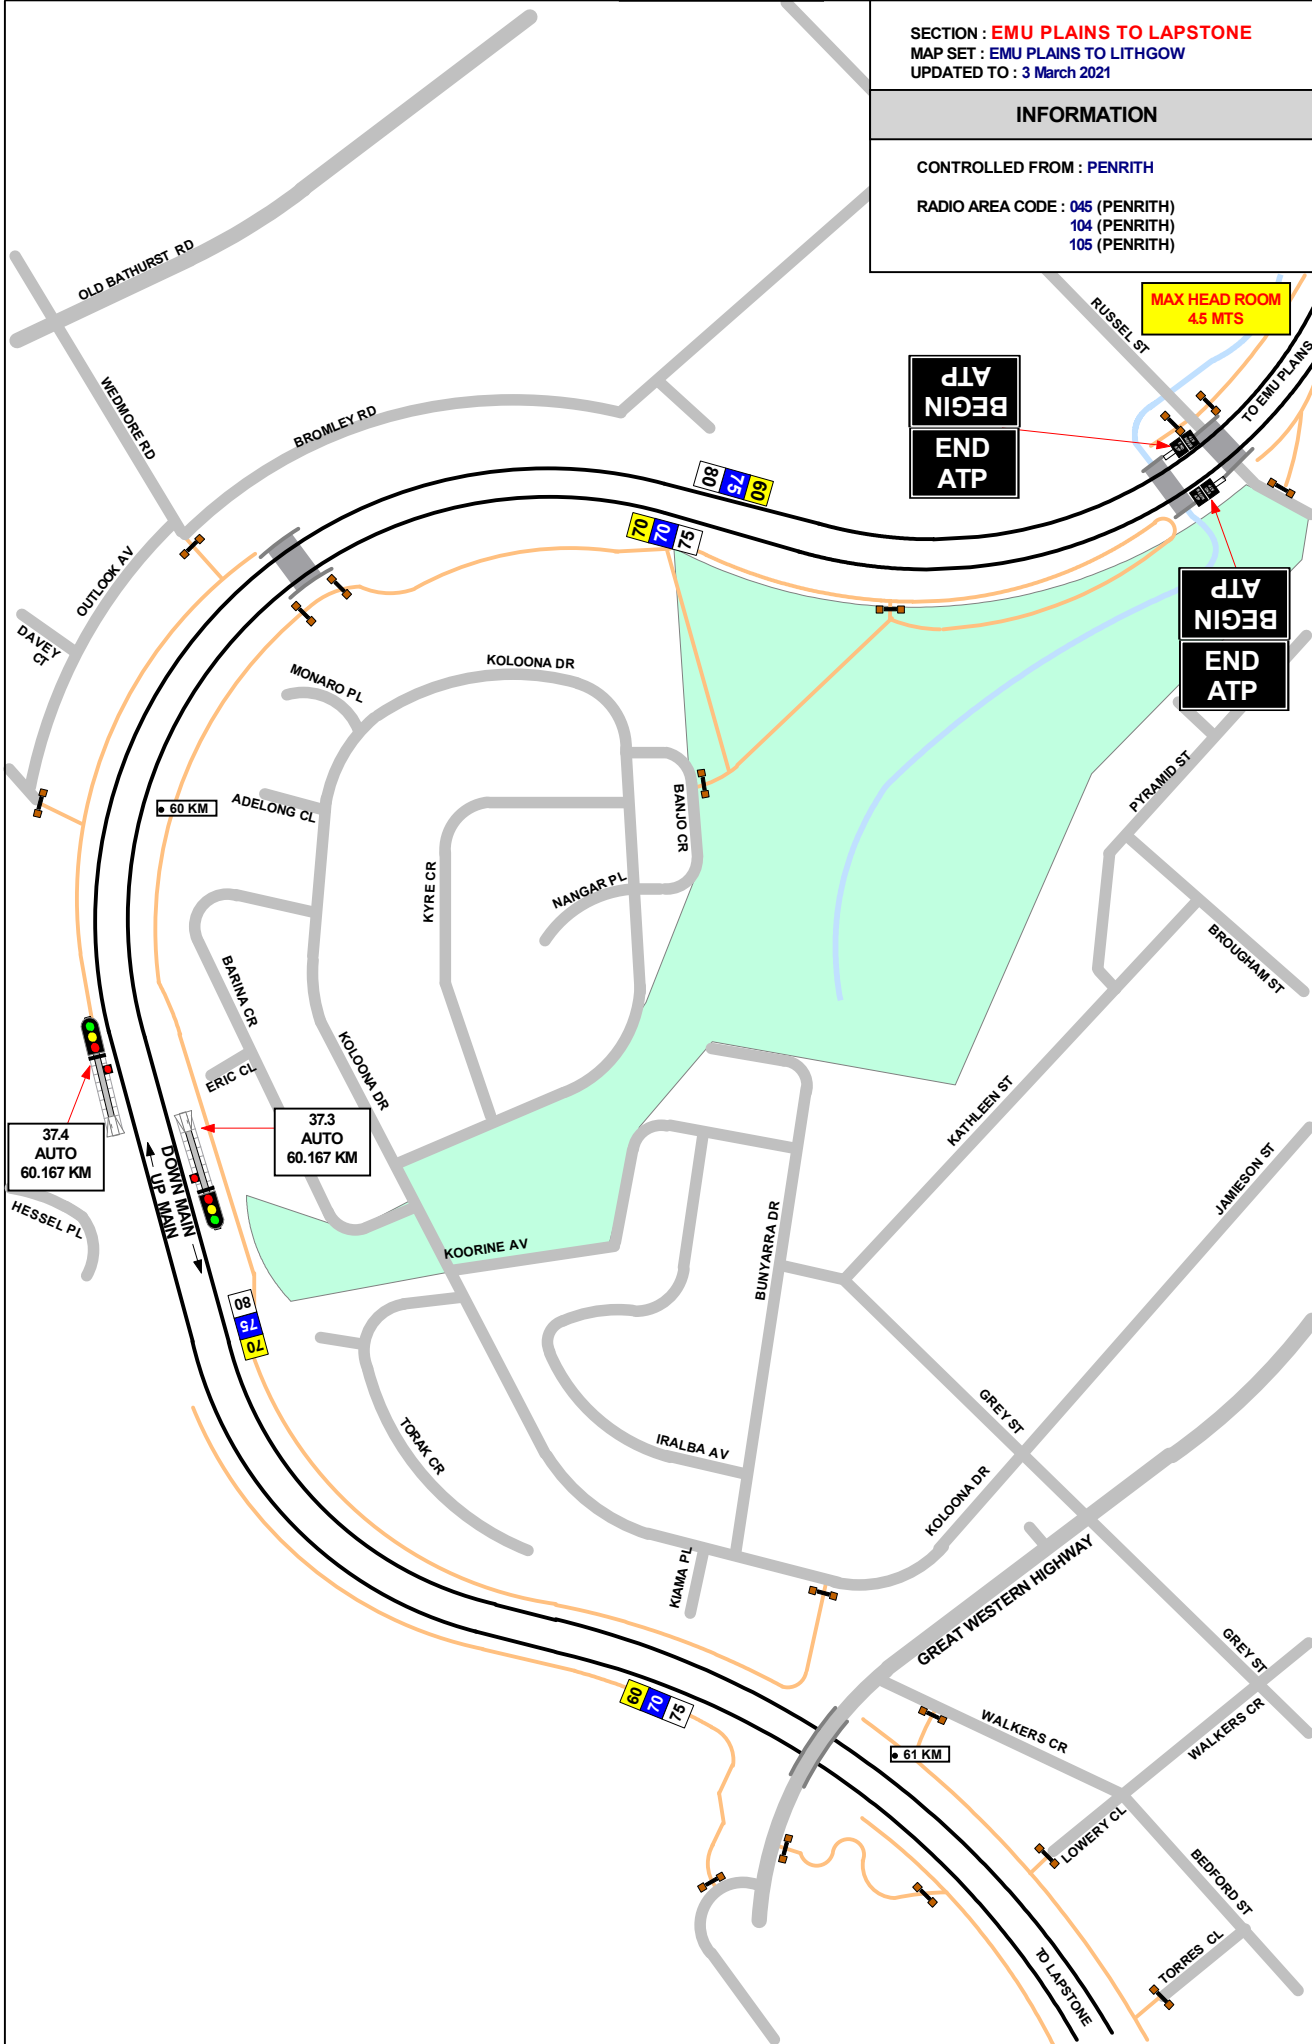 SECTION : EMU PLAINS TO LAPSTONE
MAP SET : EMU PLAINS TO LITHGOW
UPDATED TO : 3 March 2021
INFORMATION
CONTROLLED FROM : PENRITH
RADIO AREA CODE : 045 (PENRITH)
104 (PENRITH)
105 (PENRITH)
MAX HEAD ROOM
4.5 MTS
OLD BATHURST RD
RUSSEL ST
TO EMU PLAINS
BEGIN
ATP
END
ATP
WEDMORE RD
BROMLEY RD
80
75
60
70
70
75
OUTLOOK AV
DAVEY
CT
BEGIN
ATP
END
ATP
MONARO PL
KOLOONA DR
60 KM
ADELONG CL
BANJO CR
PYRAMID ST
KYRE CR
NANGAR PL
BROUGHAM ST
BARINA CR
KOLOONA DR
ERIC CL
KATHLEEN ST
37.4
AUTO
60.167 KM
37.3
AUTO
60.167 KM
DOWN MAIN
UP MAIN
HESSEL PL
JAMIESON ST
KOORINE AV
BUNYARRA DR
80
75
70
TORAK CR
IRALBA AV
GREY ST
KOLOONA DR
KIAMA PL
GREAT WESTERN HIGHWAY
GREY ST
60
70
75
WALKERS CR
WALKERS CR
61 KM
LOWERY CL
BEDFORD ST
TORRES CL
TO LAPSTONE